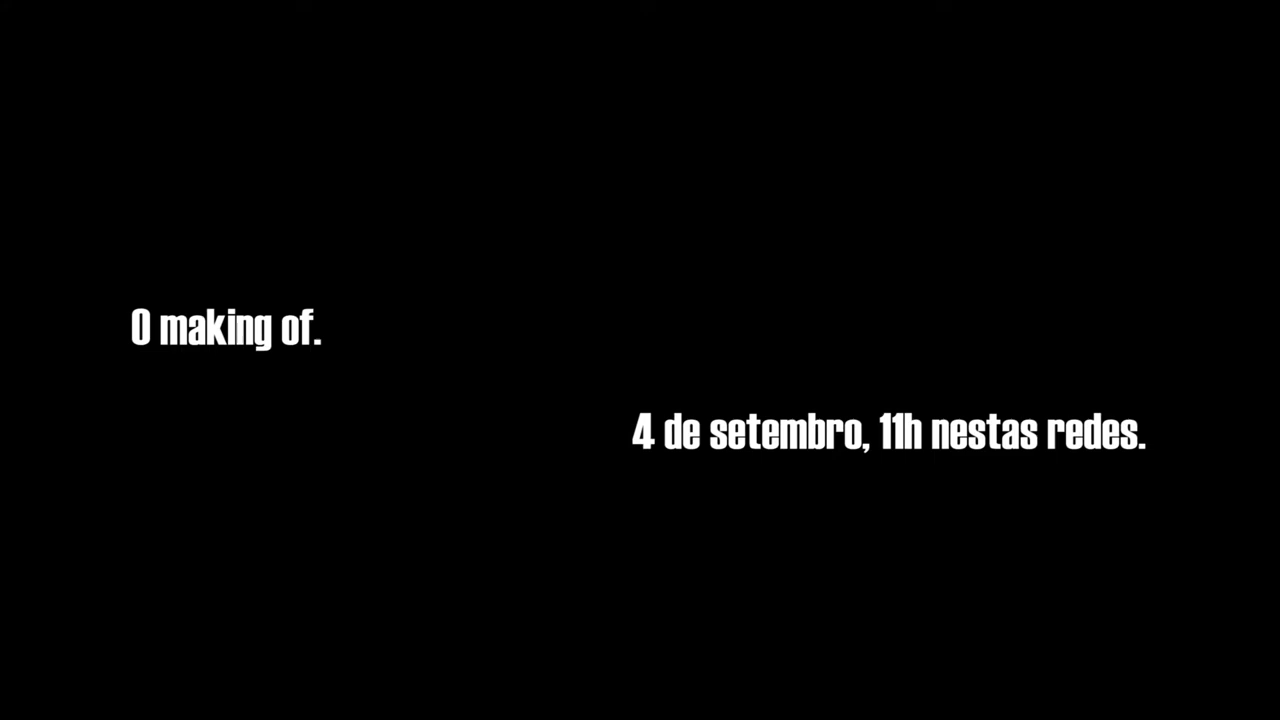 O making of.
4 de setembro, 11h nestas redes.